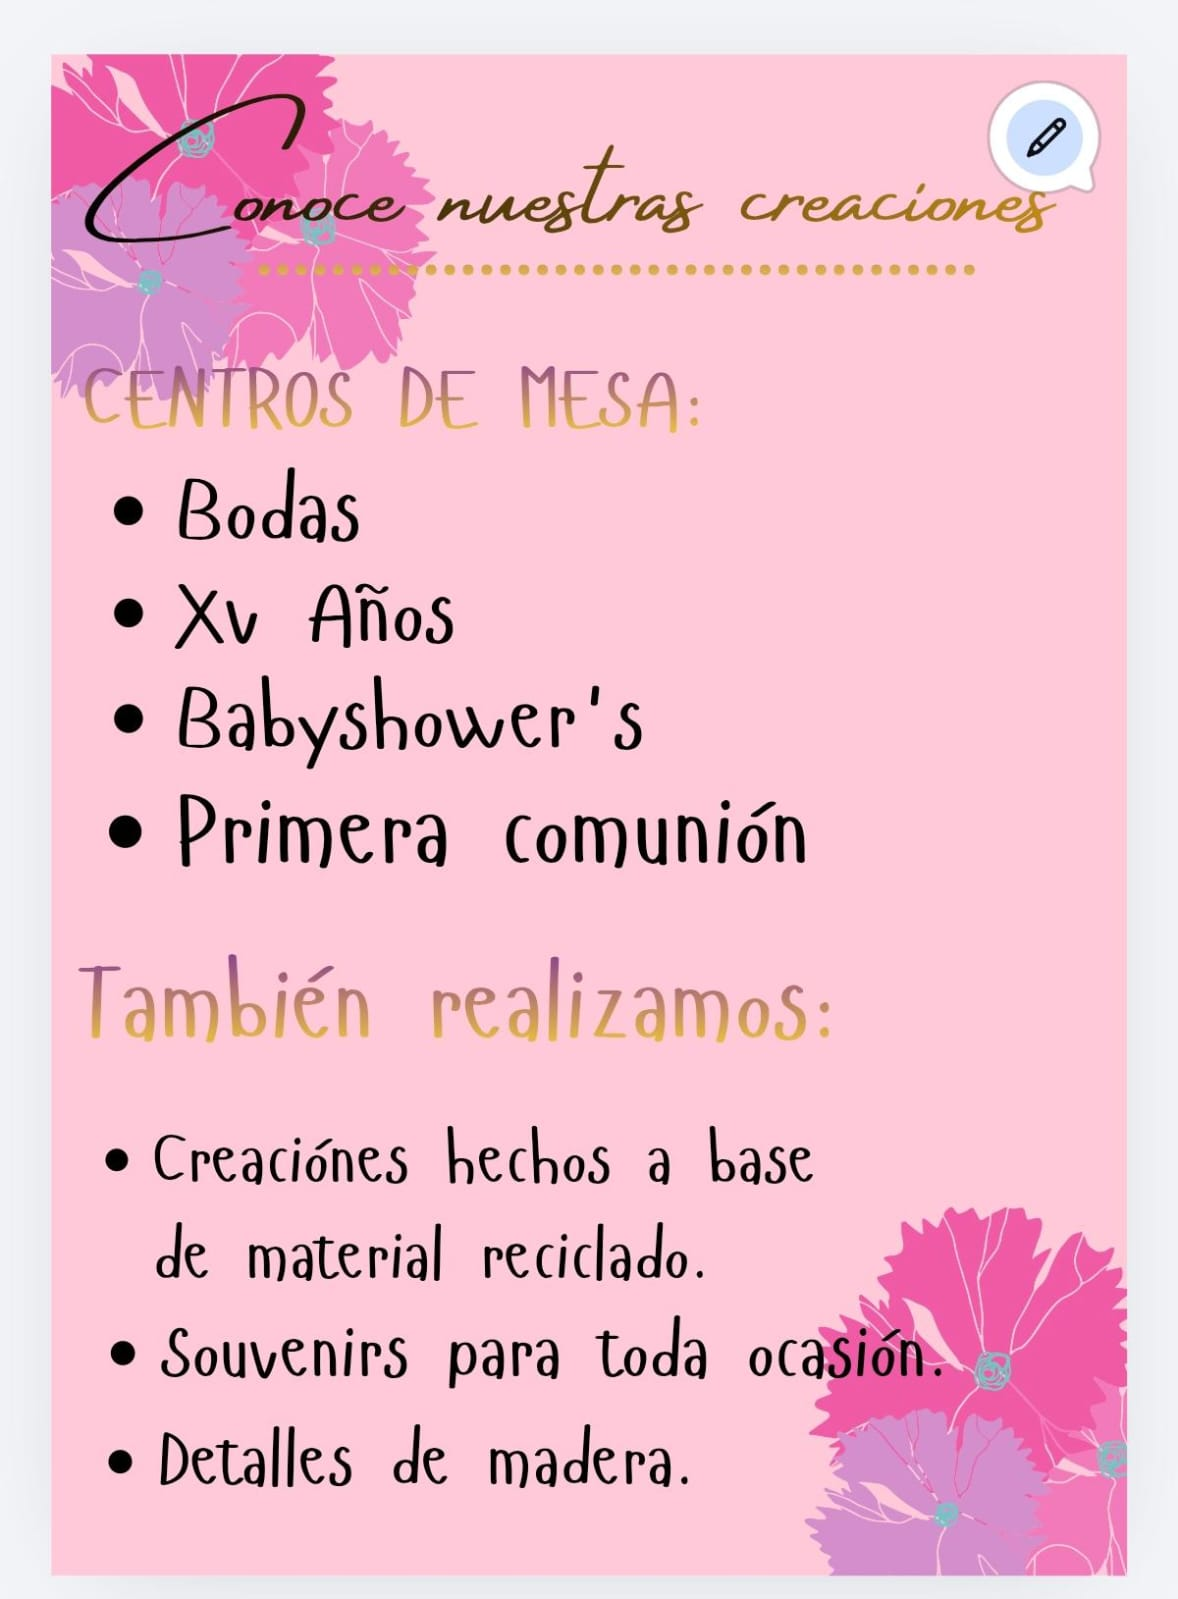 Conoce nuestras creaciones
CENTROS DE MESA:
• Bodas
• Xv Años
• Babyshower's
• Primera comunión
También realizamos:
• Creaciónes hechos a base
de material reciclado.
• Souvenirs para toda ocasión.
• Detalles de madera.